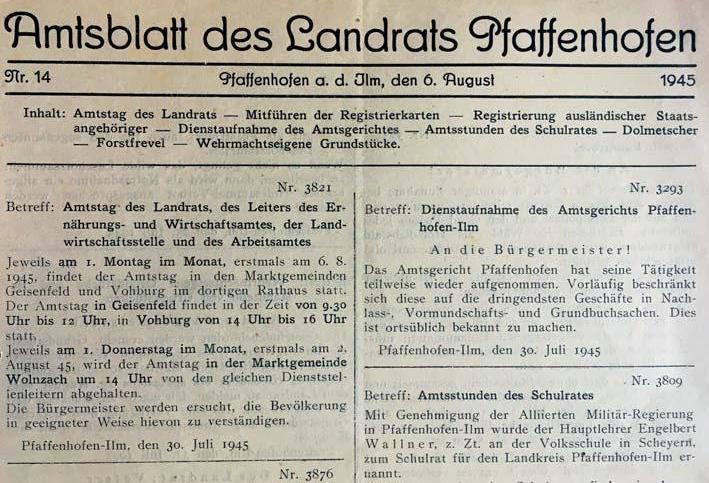 Amtsblatt des Landrats Pfaffenhofen
Nr. 14 Pfaffenhofen a. d. Ilm, den 6. August 1945
Inhalt: Amtstag des Landrats — Mitführen der Registrierkarten — Registrierung ausländischer Staats-
angehöriger — Dienstaufnahme des Amtsgerichtes — Amtsstunden des Schulrates — Dolmetscher
— Forstfrevel — Wehrmachtseigene Grundstücke.
Nr. 3821
Betreff: Amtstag des Landrats, des Leiters des Er-
nährungs- und Wirtschaftsamtes, der Land-
wirtschaftsstelle und des Arbeitsamtes
Jeweils am 1. Montag im Monat, erstmals am 6. 8.
1945, findet der Amtstag in den Marktgemeinden
Geisenfeld und Vohburg im dortigen Rathaus statt.
Der Amtstag in Geisenfeld findet in der Zeit von 9.30
Uhr bis 12 Uhr, in Vohburg von 14 Uhr bis 16 Uhr
statt.
Jeweils am 1. Donnerstag im Monat, erstmals am 2.
August 45, wird der Amtstag in der Marktgemeinde
Wolnzach um 14 Uhr von den gleichen Dienststel-
lenleitern abgehalten.
Die Bürgermeister werden ersucht, die Bevölkerung
in geeigneter Weise hievon zu verständigen.
Pfaffenhofen-Ilm, den 30. Juli 1945
Nr. 3876
Nr. 3293
Betreff: Dienstaufnahme des Amtsgerichts Pfaffen-
hofen-Ilm
An die Bürgermeister!
Das Amtsgericht Pfaffenhofen hat seine Tätigkeit
teilweise wieder aufgenommen. Vorläufig beschränkt
sich diese auf die dringendsten Geschäfte in Nach-
lass-, Vormundschafts- und Grundbuchsachen. Dies
ist ortsüblich bekannt zu machen.
Pfaffenhofen-Ilm, den 30. Juli 1945
Nr. 3809
Betreff: Amtsstunden des Schulrates
Mit Genehmigung der Alliierten Militär-Regierung
in Pfaffenhofen-Ilm wurde der Hauptlehrer Engelbert
Wallner, z. Zt. an der Volksschule in Scheyern,
zum Schulrat für den Landkreis Pfaffenhofen-Ilm er-
nannt.